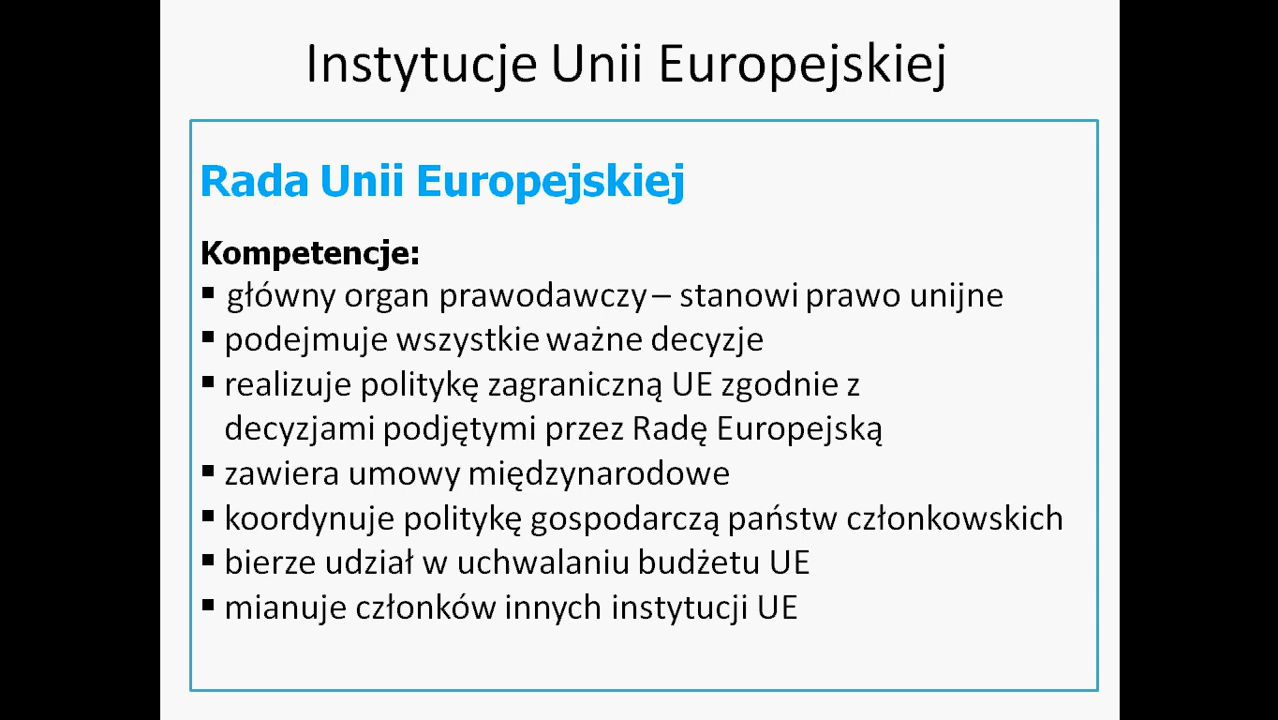 Instytucje Unii Europejskiej
Rada Unii Europejskiej
Kompetencje:
▪ główny organ prawodawczy – stanowi prawo unijne
▪ podejmuje wszystkie ważne decyzje
▪ realizuje politykę zagraniczną UE zgodnie z
decyzjami podjętymi przez Radę Europejską
▪ zawiera umowy międzynarodowe
▪ koordynuje politykę gospodarczą państw członkowskich
▪ bierze udział w uchwalaniu budżetu UE
▪ mianuje członków innych instytucji UE